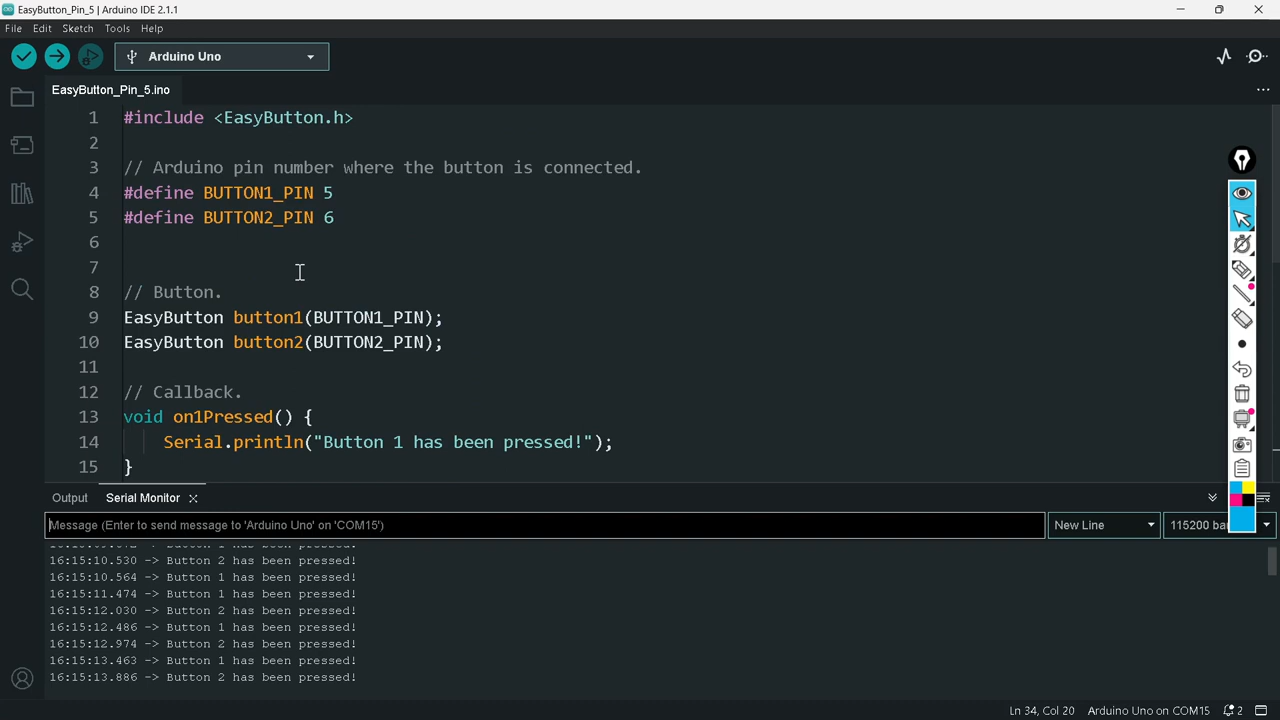 EasyButton_Pin_5 | Arduino IDE 2.1.1
File Edit Sketch Tools Help
Arduino Uno
EasyButton_Pin_5.ino
1 #include <EasyButton.h>
2
3 // Arduino pin number where the button is connected.
4 #define BUTTON1_PIN 5
5 #define BUTTON2_PIN 6
6
7
8 // Button.
9 EasyButton button1(BUTTON1_PIN);
10 EasyButton button2(BUTTON2_PIN);
11
12 // Callback.
13 void on1Pressed() {
14 Serial.println("Button 1 has been pressed!");
15 }
Output Serial Monitor
Message (Enter to send message to 'Arduino Uno' on 'COM15')
New Line
115200
16:15:10.530 -> Button 2 has been pressed!
16:15:10.564 -> Button 1 has been pressed!
16:15:11.474 -> Button 1 has been pressed!
16:15:12.030 -> Button 2 has been pressed!
16:15:12.486 -> Button 1 has been pressed!
16:15:12.974 -> Button 2 has been pressed!
16:15:13.463 -> Button 1 has been pressed!
16:15:13.886 -> Button 2 has been pressed!
Ln 34, Col 20 Arduino Uno on COM15 2